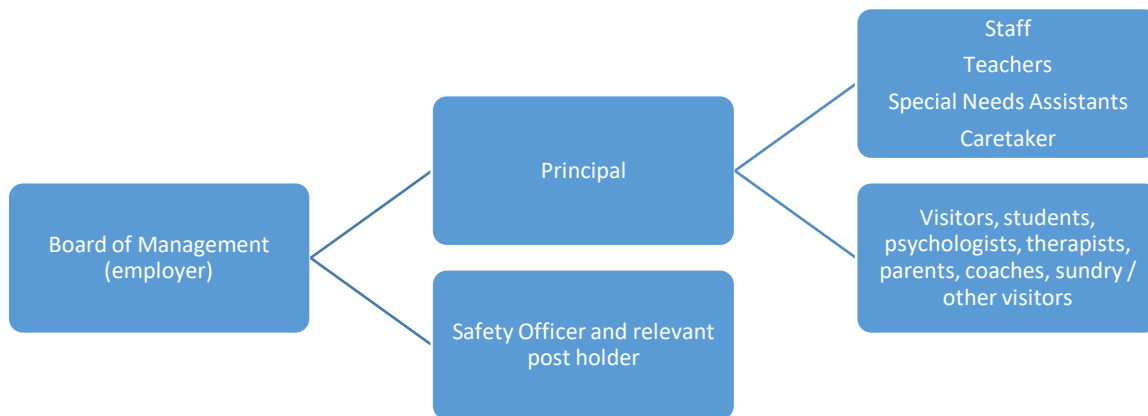 Board of Management
(employer)
Principal
Safety Officer and relevant
post holder
Staff
Teachers
Special Needs Assistants
Caretaker
Visitors, students,
psychologists, therapists,
parents, coaches, sundry /
other visitors